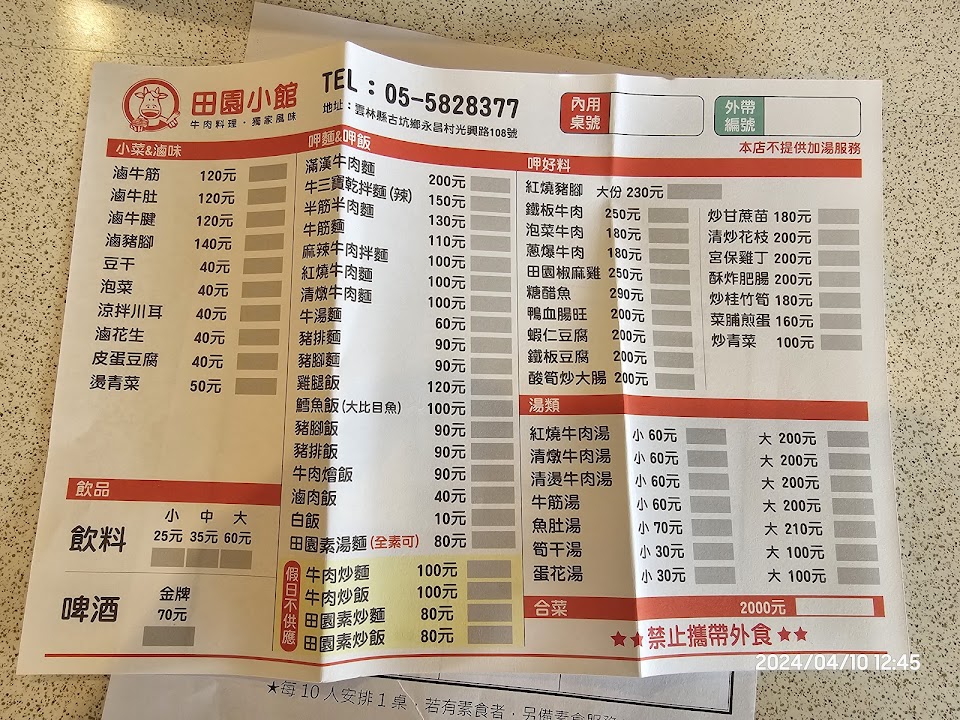 田園小館
牛肉料理・獨家風味
TEL：05-5828377
地址：雲林縣古坑鄉永昌村光興路108號
內用桌號
外帶編號
本店不提供加湯服務
小菜&滷味
滷牛筋 120元
滷牛肚 120元
滷牛腱 120元
滷豬腳 140元
豆干 40元
泡菜 40元
涼拌川耳 40元
滷花生 40元
皮蛋豆腐 40元
燙青菜 50元
飲品
小 中 大
飲料 25元 35元 60元
金牌
啤酒 70元
呷麵&呷飯
滿漢牛肉麵 200元
牛三寶乾拌麵(辣) 150元
半筋半肉麵 130元
牛筋麵 110元
麻辣牛肉拌麵 100元
紅燒牛肉麵 100元
清燉牛肉麵 100元
牛湯麵 60元
豬排麵 90元
豬腳麵 90元
雞腿飯 120元
鱈魚飯(大比目魚) 100元
豬腳飯 90元
豬排飯 90元
牛肉燴飯 90元
滷肉飯 40元
白飯 10元
田園素湯麵(全素可) 80元
假日不供應
牛肉炒麵 100元
牛肉炒飯 100元
田園素炒麵 80元
田園素炒飯 80元
呷好料
紅燒豬腳 大份 230元
鐵板牛肉 250元
泡菜牛肉 180元
蔥爆牛肉 180元
田園椒麻雞 250元
糖醋魚 290元
鴨血腸旺 200元
蝦仁豆腐 200元
鐵板豆腐 200元
酸筍炒大腸 200元
炒甘蔗苗 180元
清炒花枝 200元
宮保雞丁 200元
酥炸肥腸 200元
炒桂竹筍 180元
菜脯煎蛋 160元
炒青菜 100元
湯類
紅燒牛肉湯 小 60元 大 200元
清燉牛肉湯 小 60元 大 200元
清燙牛肉湯 小 60元 大 200元
牛筋湯 小 60元 大 200元
魚肚湯 小 70元 大 210元
筍干湯 小 30元 大 100元
蛋花湯 小 30元 大 100元
合菜 2000元
★★禁止攜帶外食★★
2024/04/10 12:45
★每 10 人安排 1 桌，若有素食者，另備素食服務